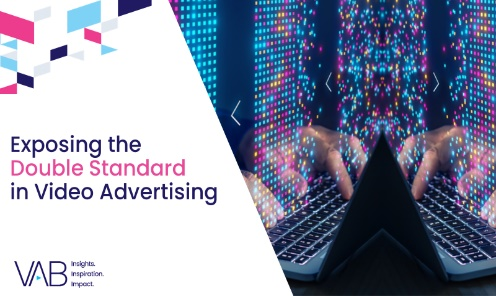 Exposing the
Double Standard
in Video Advertising
VAB
Insights.
Inspiration.
Impact.